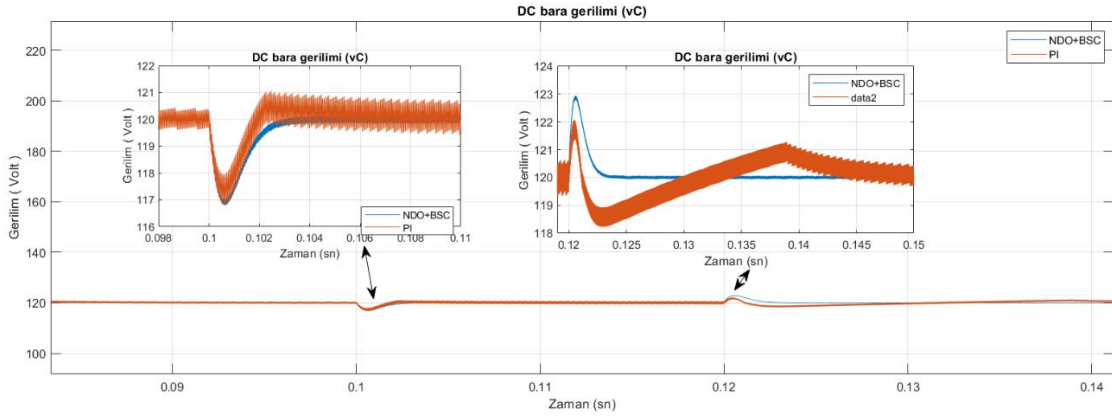 DC bara gerilimi (vC)
NDO+BSC
PI
Gerilim ( Volt )
220
200
180
160
140
120
100
0.09
0.1
0.11
0.12
0.13
0.14
Zaman (sn)
DC bara gerilimi (vC)
Gerilim ( Volt )
122
121
120
119
118
117
116
NDO+BSC
PI
0.098
0.1
0.102
0.104
0.106
0.108
0.11
Zaman (sn)
DC bara gerilimi (vC)
Gerilim ( Volt )
124
123
122
121
120
119
118
NDO+BSC
data2
0.12
0.125
0.13
0.135
0.14
0.145
0.15
Zaman (sn)